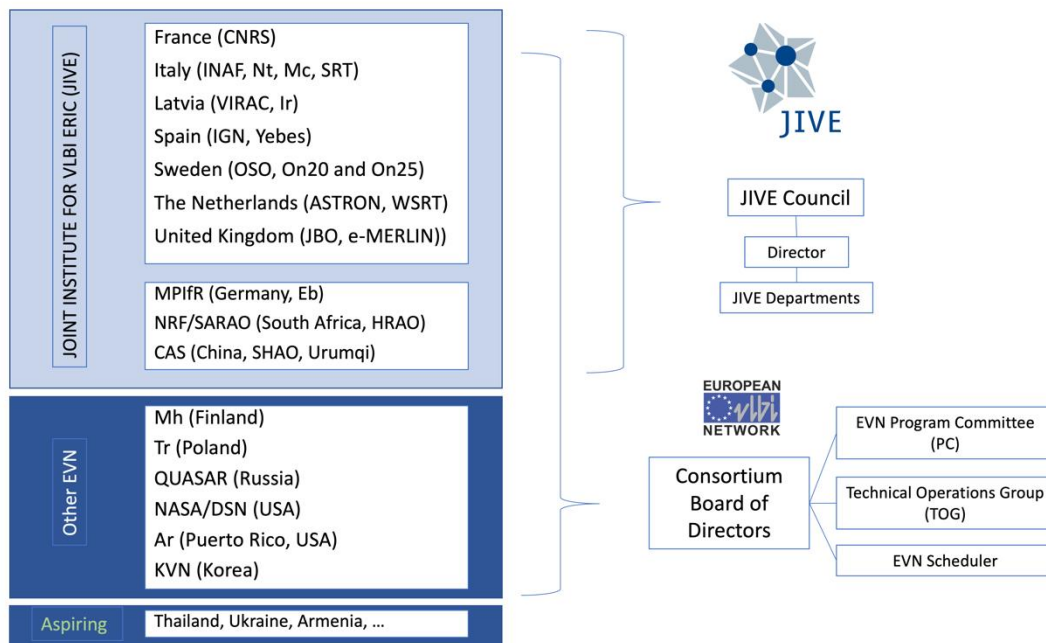 JOINT INSTITUTE FOR VLBI ERIC (JIVE)
France (CNRS)
Italy (INAF, Nt, Mc, SRT)
Latvia (VIRAC, Ir)
Spain (IGN, Yebes)
Sweden (OSO, On20 and On25)
The Netherlands (ASTRON, WSRT)
United Kingdom (JBO, e-MERLIN))
MPIfR (Germany, Eb)
NRF/SARAO (South Africa, HRAO)
CAS (China, SHAO, Urumqi)
Other EVN
Mh (Finland)
Tr (Poland)
QUASAR (Russia)
NASA/DSN (USA)
Ar (Puerto Rico, USA)
KVN (Korea)
Aspiring
Thailand, Ukraine, Armenia, ...
JIVE
JIVE Council
Director
JIVE Departments
EUROPEAN
vlbi
NETWORK
Consortium
Board of
Directors
EVN Program Committee
(PC)
Technical Operations Group
(TOG)
EVN Scheduler